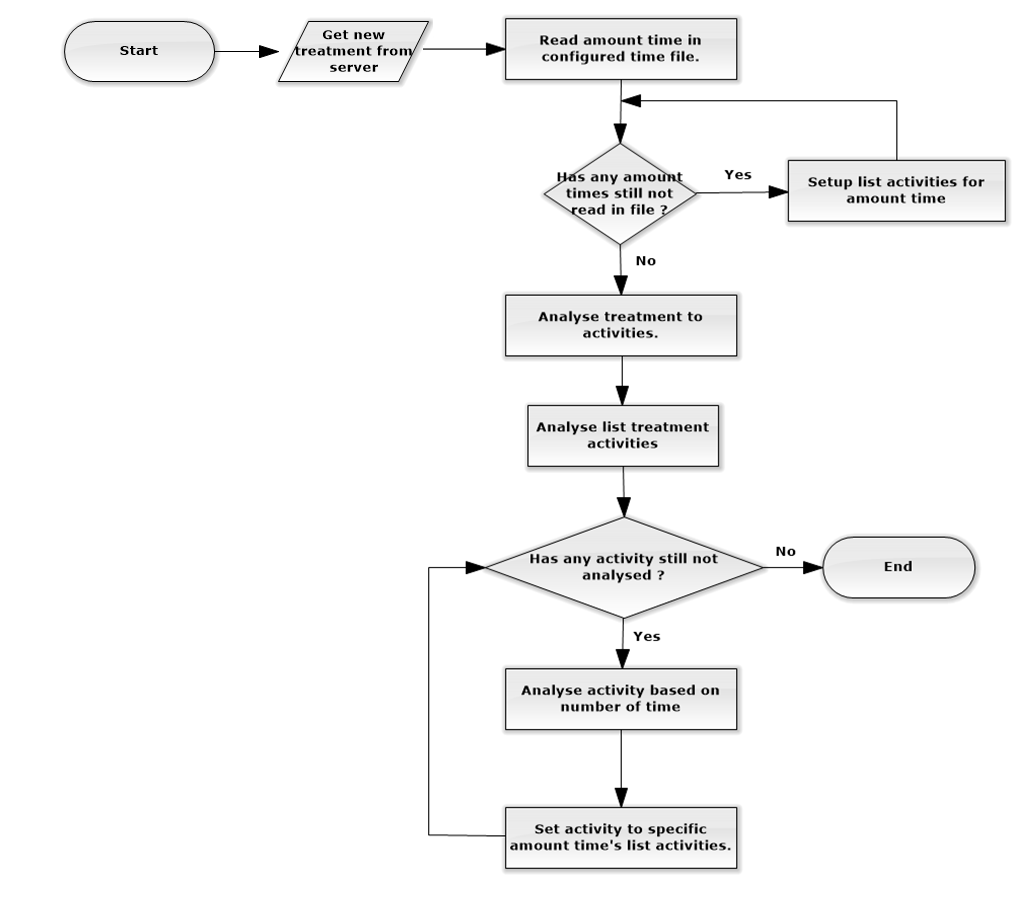 Start
Get new
treatment from
server
Read amount time in
configured time file.
Has any amount
times still not
read in file ?
Yes
Setup list activities for
amount time
No
Analyse treatment to
activities.
Analyse list treatment
activities
Has any activity still not
analysed ?
No
End
Yes
Analyse activity based on
number of time
Set activity to specific
amount time's list activities.